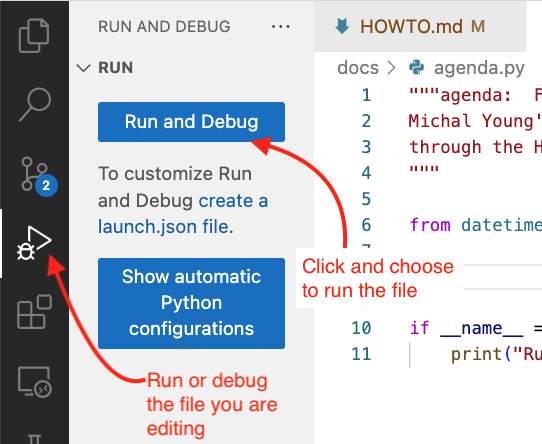 RUN AND DEBUG ···
RUN
Run and Debug
To customize Run
and Debug create a
launch.json file.
Show automatic
Python
configurations
2
Run or debug
the file you are
editing
Click and choose
to run the file
HOWTO.md M
docs > agenda.py
1 """agenda: F
2 Michal Young'
3 through the H
4 """
5
6 from datetime
7
10 if __name__ =
11 print("Ru